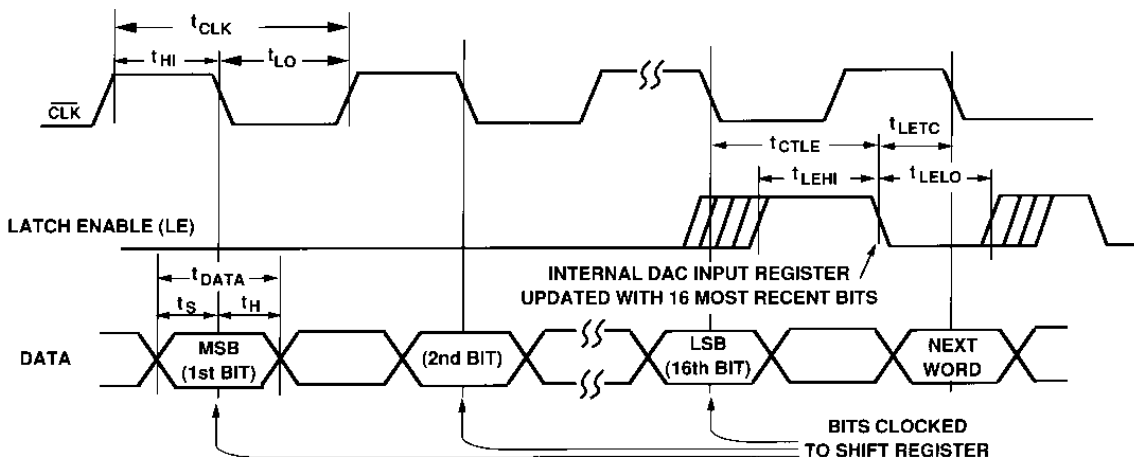 tCLK
tHI
tLO
CLK
tLETC
tCTLE
tLEHI
tLELO
LATCH ENABLE (LE)
tDATA
INTERNAL DAC INPUT REGISTER
UPDATED WITH 16 MOST RECENT BITS
tS
tH
DATA
MSB
(1st BIT)
(2nd BIT)
LSB
(16th BIT)
NEXT
WORD
BITS CLOCKED
TO SHIFT REGISTER